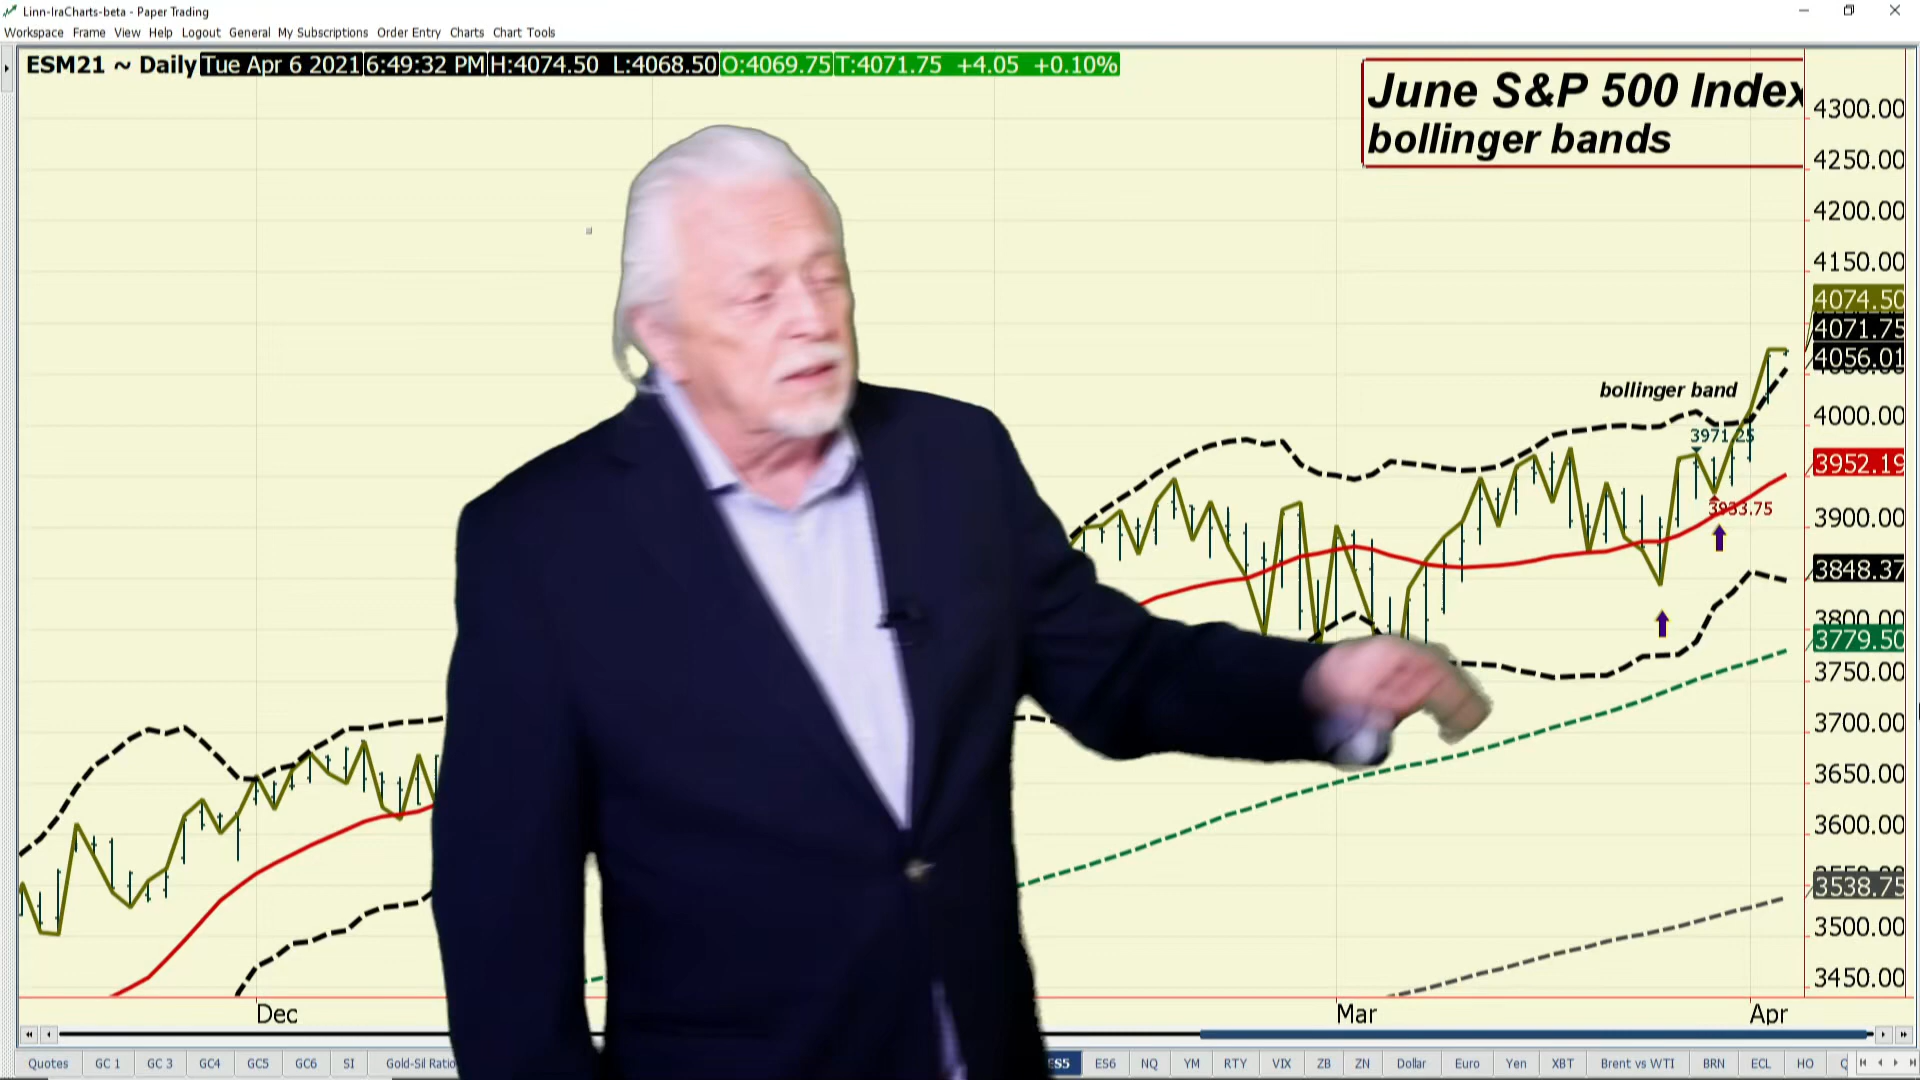 Linn-IraCharts-beta - Paper Trading
Workspace Frame View Help Logout General My Subscriptions Order Entry Charts Chart Tools
ESM21 ~ Daily Tue Apr 6 2021 6:49:32 PM H:4074.50 L:4068.50 O:4069.75 T:4071.75 +4.05 +0.10%
June S&P 500 Index
bollinger bands
4300.00
4250.00
4200.00
4150.00
4074.50
4071.75
4056.01
bollinger band
4000.00
3971.25
3952.19
3933.75
3900.00
3848.37
3800.00
3779.50
3750.00
3700.00
3650.00
3600.00
3538.75
3500.00
3450.00
Dec Mar Apr
Quotes GC 1 GC 3 GC4 GC5 GC6 SI Gold-Sil Ratio ES5 ES6 NQ YM RTY VIX ZB ZN Dollar Euro Yen XBT Brent vs WTI BRN ECL HO